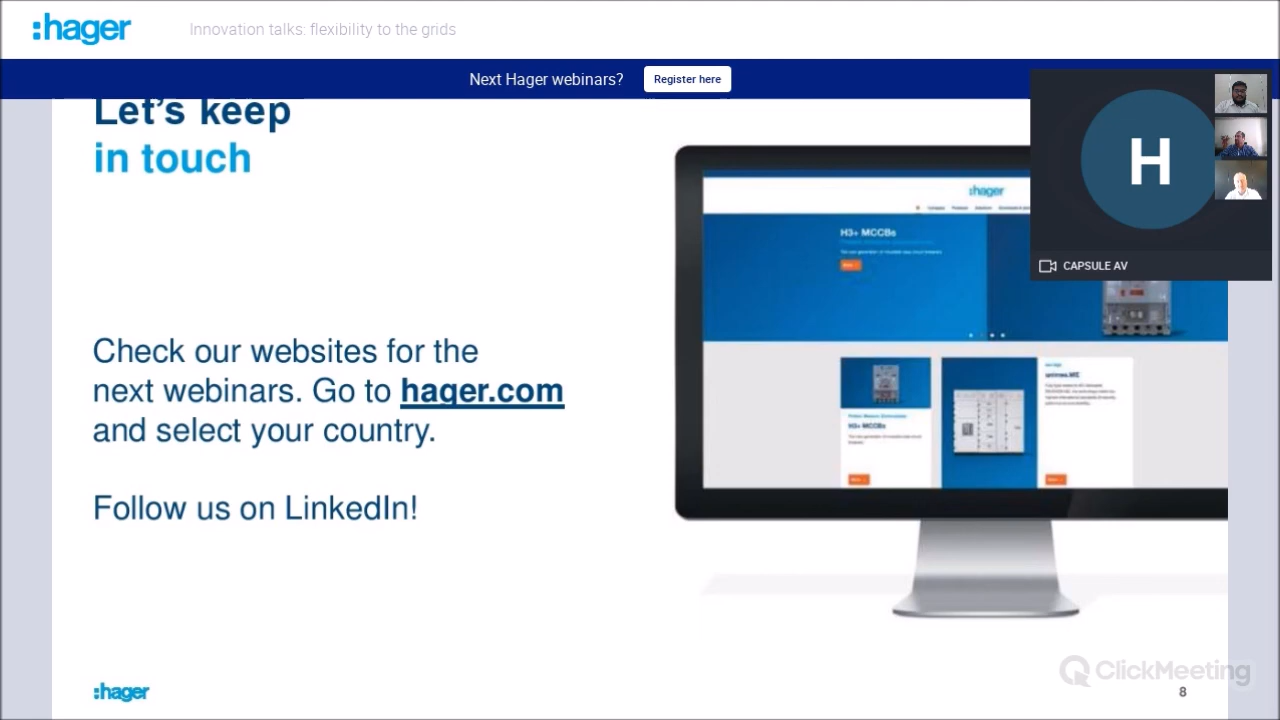 :hager
Innovation talks: flexibility to the grids
Next Hager webinars?
Register here
Let's keep
in touch
H
CAPSULE AV
:hager
H3+ MCCBs
Check our websites for the
next webinars. Go to hager.com
and select your country.
Follow us on LinkedIn!
H3+ MCCBs
:hager
ClickMeeting
8